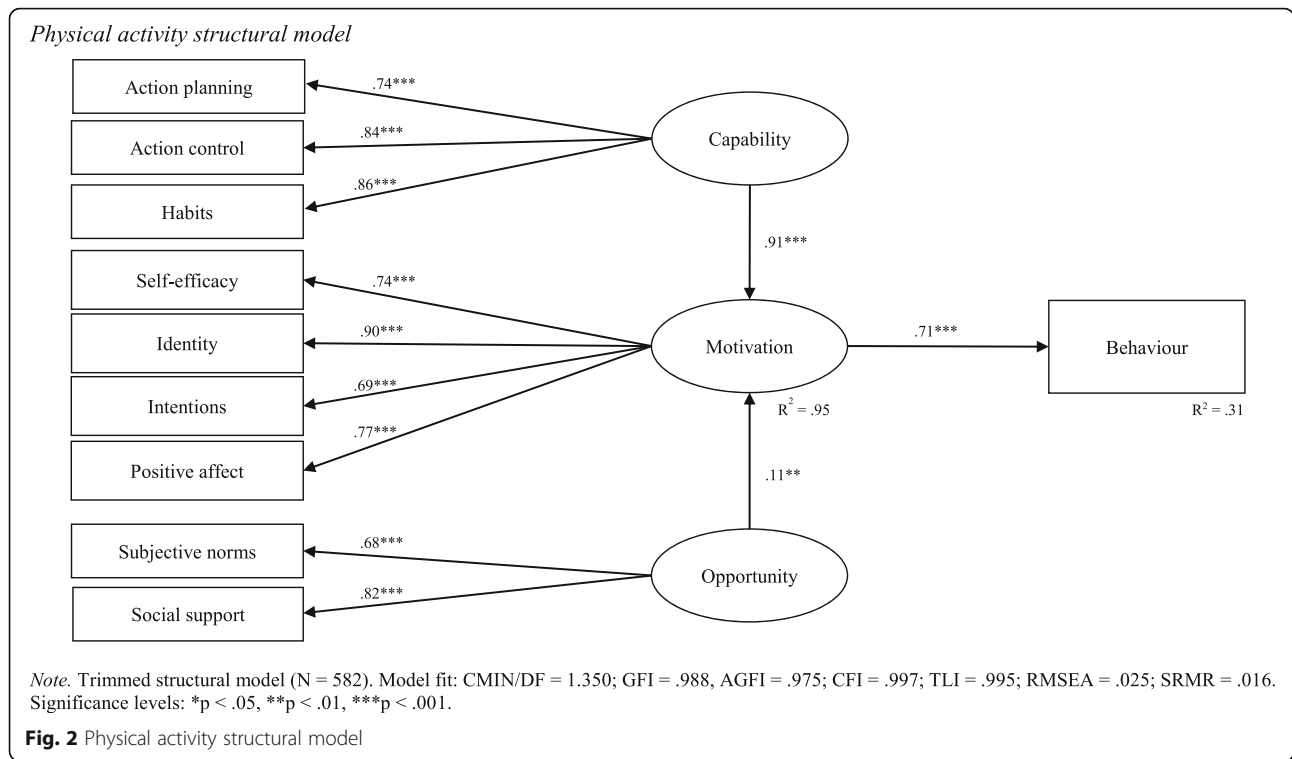 Physical activity structural model
Action planning
.74***
Action control
.84***
Capability
Habits
.86***
.91***
Self-efficacy
.74***
Identity
.90***
Motivation
.71***
Behaviour
Intentions
.69***
R² = .95
R² = .31
Positive affect
.77***
.11**
Subjective norms
.68***
Opportunity
Social support
.82***
Note. Trimmed structural model (N = 582). Model fit: CMIN/DF = 1.350; GFI = .988, AGFI = .975; CFI = .997; TLI = .995; RMSEA = .025; SRMR = .016.
Significance levels: *p < .05, **p < .01, ***p < .001.
Fig. 2 Physical activity structural model